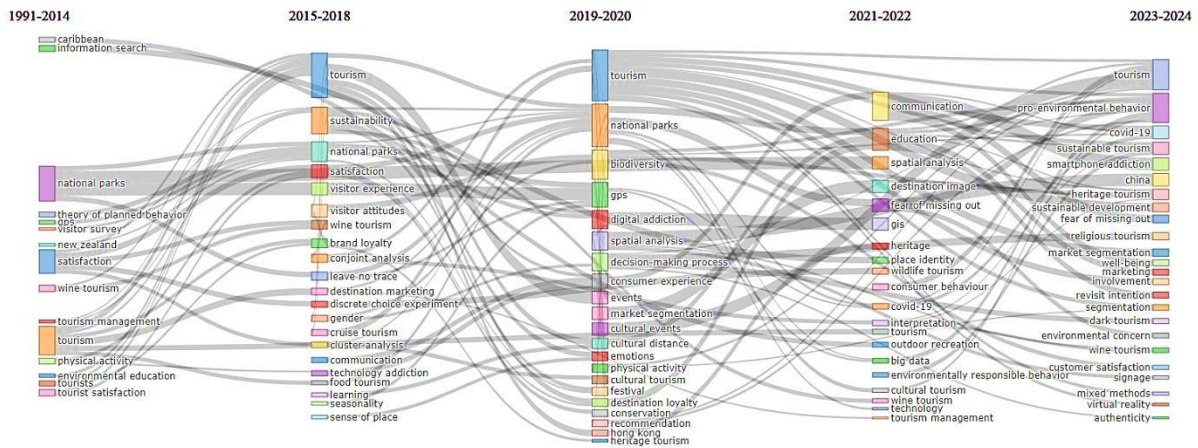 1991-2014
caribbean
information search
national parks
theory of planned behavior
gps
visitor survey
new zealand
satisfaction
wine tourism
tourism management
tourism
physical activity
environmental education
tourists
tourist satisfaction
2015-2018
tourism
sustainability
national parks
satisfaction
visitor experience
visitor attitudes
wine tourism
brand loyalty
conjoint analysis
leave no trace
destination marketing
discrete choice experiment
gender
cruise tourism
cluster analysis
communication
technology addiction
food tourism
learning
seasonality
sense of place
2019-2020
tourism
national parks
biodiversity
gps
digital addiction
spatial analysis
decision-making process
consumer experience
events
market segmentation
cultural events
cultural distance
emotions
physical activity
cultural tourism
festival
destination loyalty
conservation
recommendation
hong kong
heritage tourism
2021-2022
communication
education
spatial analysis
destination image
fear of missing out
gis
heritage
place identity
wildlife tourism
consumer behaviour
covid-19
interpretation
tourism
outdoor recreation
big data
environmentally responsible behavior
cultural tourism
wine tourism
technology
tourism management
2023-2024
tourism
pro-environmental behavior
covid-19
sustainable tourism
smartphone addiction
china
heritage tourism
sustainable development
fear of missing out
religious tourism
market segmentation
well-being
marketing
involvement
revisit intention
segmentation
dark tourism
environmental concern
wine tourism
customer satisfaction
signage
mixed methods
virtual reality
authenticity